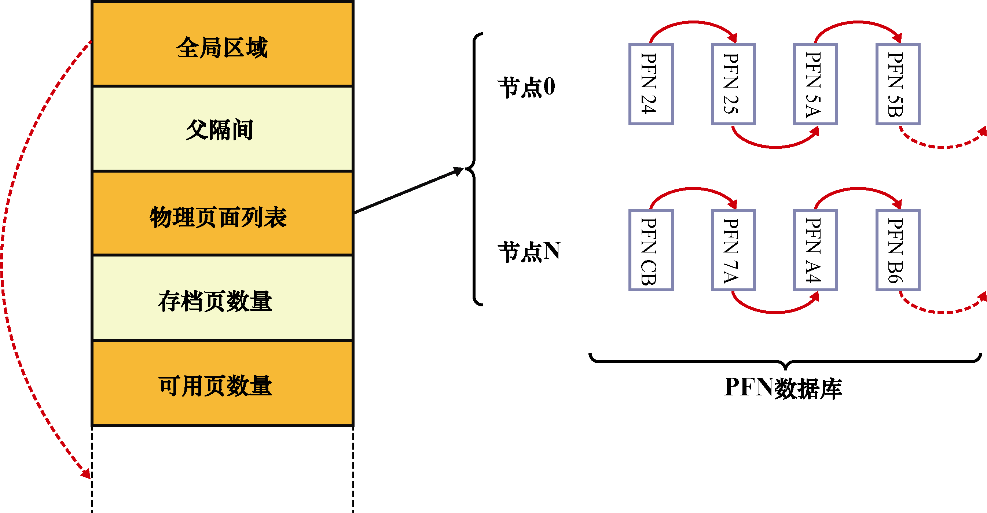 全局区域
父隔间
物理页面列表
存档页数量
可用页数量
节点0
PFN 24
PFN 25
PFN 5A
PFN 5B
节点N
PFN CB
PFN 7A
PFN A4
PFN B6
PFN数据库